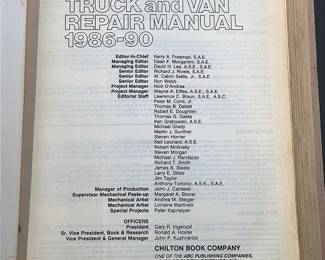 TRUCK and VAN
REPAIR MANUAL
1986-90
Editor-In-Chief Kerry A. Freeman, S.A.E.
Managing Editor Dean F. Morgantini, S.A.E.
Managing Editor David H. Lee, A.S.E., S.A.E.
Senior Editor Richard J. Rivele, S.A.E.
Senior Editor W. Calvin Settle, Jr., S.A.E.
Senior Editor Ron Webb
Project Manager Nick D'Andrea
Project Manager Wayne A. Eiffes, A.S.E., S.A.E.
Editorial Staff Lawrence C. Braun, S.A.E., A.S.C.
Peter M. Conti, Jr.
Thomas B. Dallett
Robert E. Doughten
Thomas G. Gaeta
Ken Grabowski, A.S.E.
Michael Grady
Martin J. Gunther
Steven Horner
Neil Leonard, A.S.E.
Robert McAnally
Steven Morgan
Michael J. Randazzo
Richard T. Smith
James B. Steele
Larry E. Stiles
Jim Taylor
Anthony Tortorici, A.S.E., S.A.E.
Manager of Production John J. Cantwell
Supervisor Mechanical Paste-up Margaret A. Stoner
Mechanical Artist Andrea M. Steiger
Mechanical Artist Lorraine Martinelli
Special Projects Peter Kaprielyan
OFFICERS
President Gary R. Ingersoll
Sr. Vice President, Book & Research Ronald A. Hoxter
Vice President & General Manager John P. Kushnerick
CHILTON BOOK COMPANY
ONE OF THE ABC PUBLISHING COMPANIES,